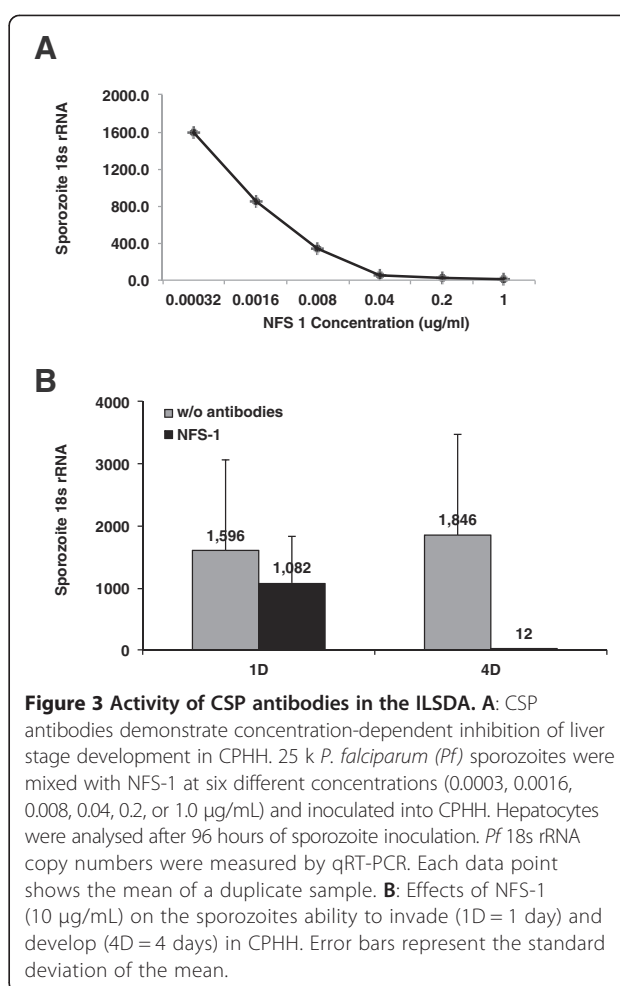 A
Sporozoite 18s rRNA
2000.0
1600.0
1200.0
800.0
400.0
0.0
0.00032 0.0016 0.008 0.04 0.2 1
NFS 1 Concentration (ug/ml)
B
Sporozoite 18s rRNA
4000
3000
2000
1000
0
w/o antibodies
NFS-1
1,596
1,082
1,846
12
1D 4D
Figure 3 Activity of CSP antibodies in the ILSDA. A: CSP
antibodies demonstrate concentration-dependent inhibition of liver
stage development in CPHH. 25 k P. falciparum (Pf) sporozoites were
mixed with NFS-1 at six different concentrations (0.0003, 0.0016,
0.008, 0.04, 0.2, or 1.0 μg/mL) and inoculated into CPHH. Hepatocytes
were analysed after 96 hours of sporozoite inoculation. Pf 18s rRNA
copy numbers were measured by qRT-PCR. Each data point
shows the mean of a duplicate sample. B: Effects of NFS-1
(10 μg/mL) on the sporozoites ability to invade (1D = 1 day) and
develop (4D = 4 days) in CPHH. Error bars represent the standard
deviation of the mean.